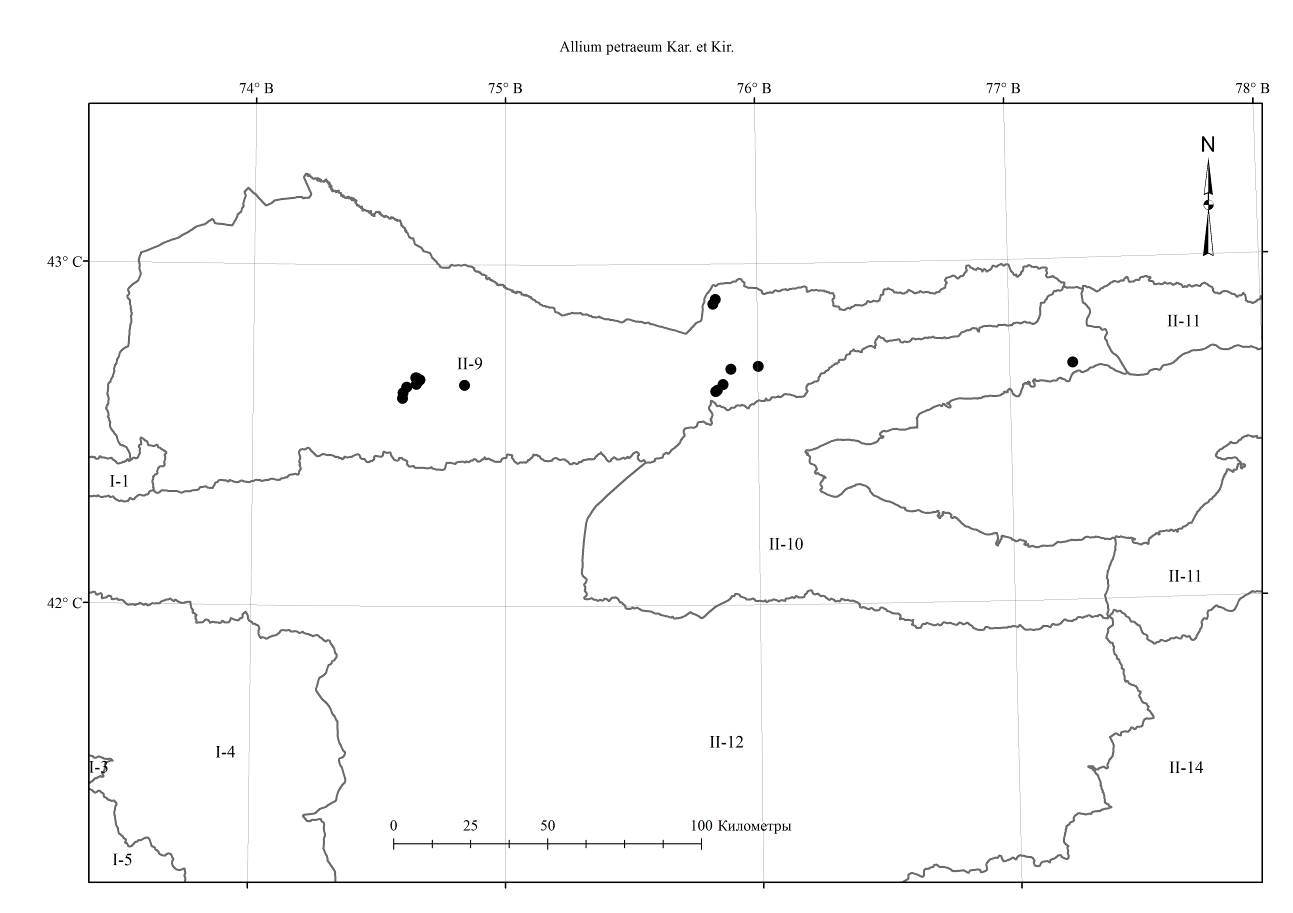 Allium petraeum Kar. et Kir.
74° В 75° В 76° В 77° В 78° В
N
43° С
II-11
II-9
I-1
II-10
II-11
42° С
II-12
I-4
I-3
II-14
0 25 50 100 Километры
I-5